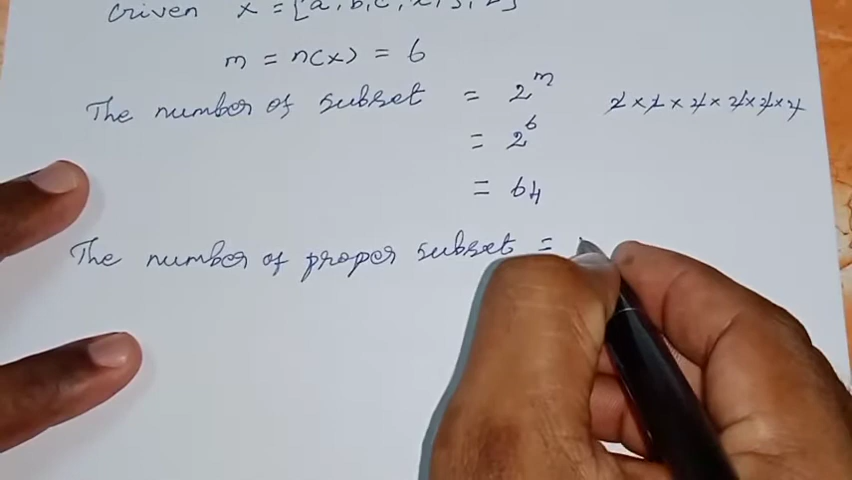 Given X = {a, b, c, x, y, z}
m = n(X) = 6
The number of subset = 2^m 2×2×2×2×2×2
= 2^6
= 64
The number of proper subset =